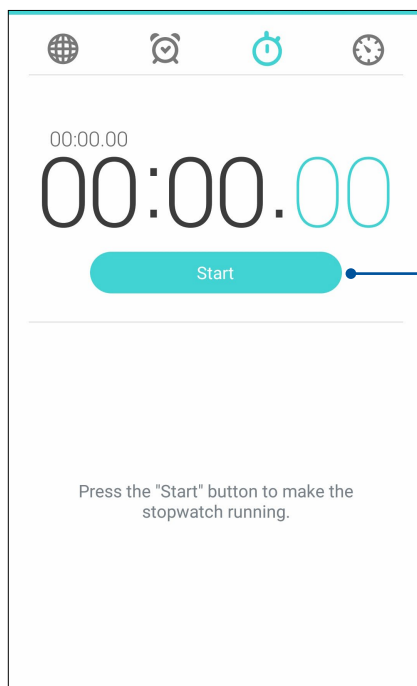 00:00.00
00:00.00
Start
Press the "Start" button to make the
stopwatch running.